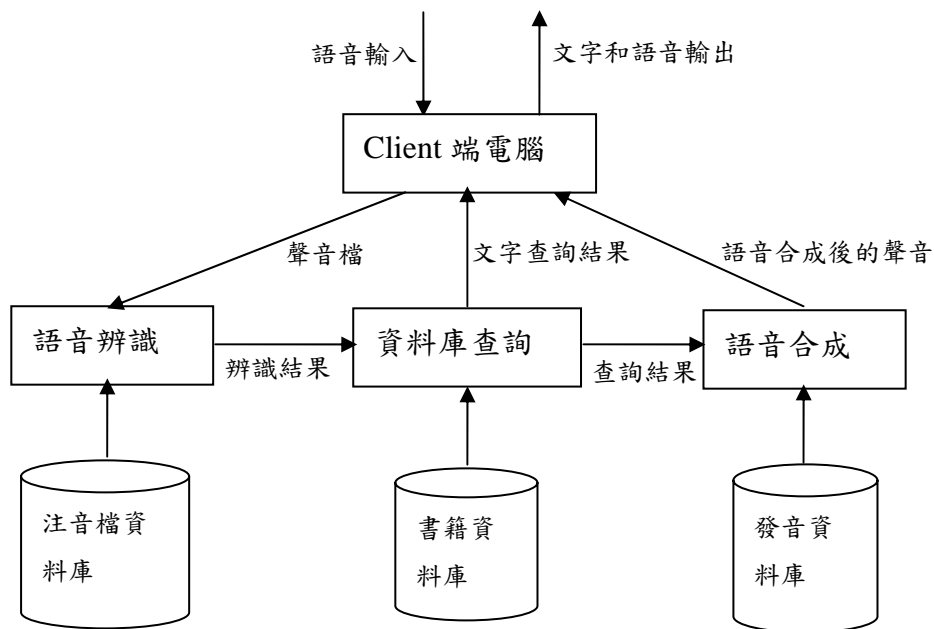 語音輸入
文字和語音輸出
Client 端電腦
聲音檔
文字查詢結果
語音合成後的聲音
語音辨識
資料庫查詢
語音合成
辨識結果
查詢結果
注音檔資
料庫
書籍資
料庫
發音資
料庫